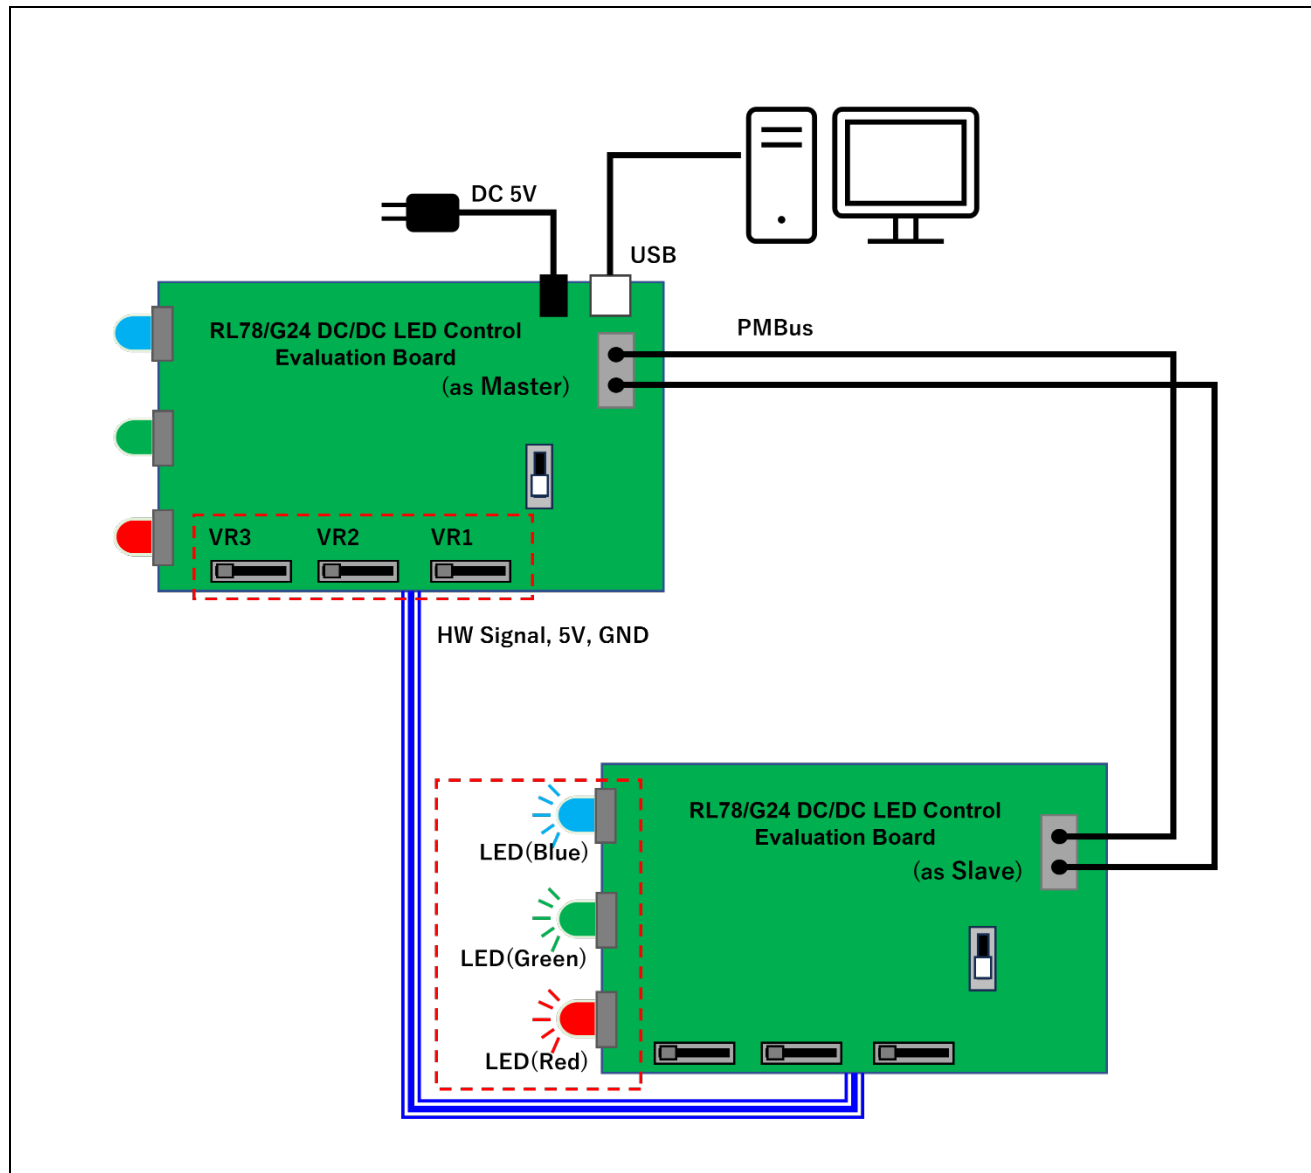 DC 5V
USB
RL78/G24 DC/DC LED Control
Evaluation Board
(as Master)
PMBus
VR3
VR2
VR1
HW Signal, 5V, GND
RL78/G24 DC/DC LED Control
Evaluation Board
(as Slave)
LED(Blue)
LED(Green)
LED(Red)